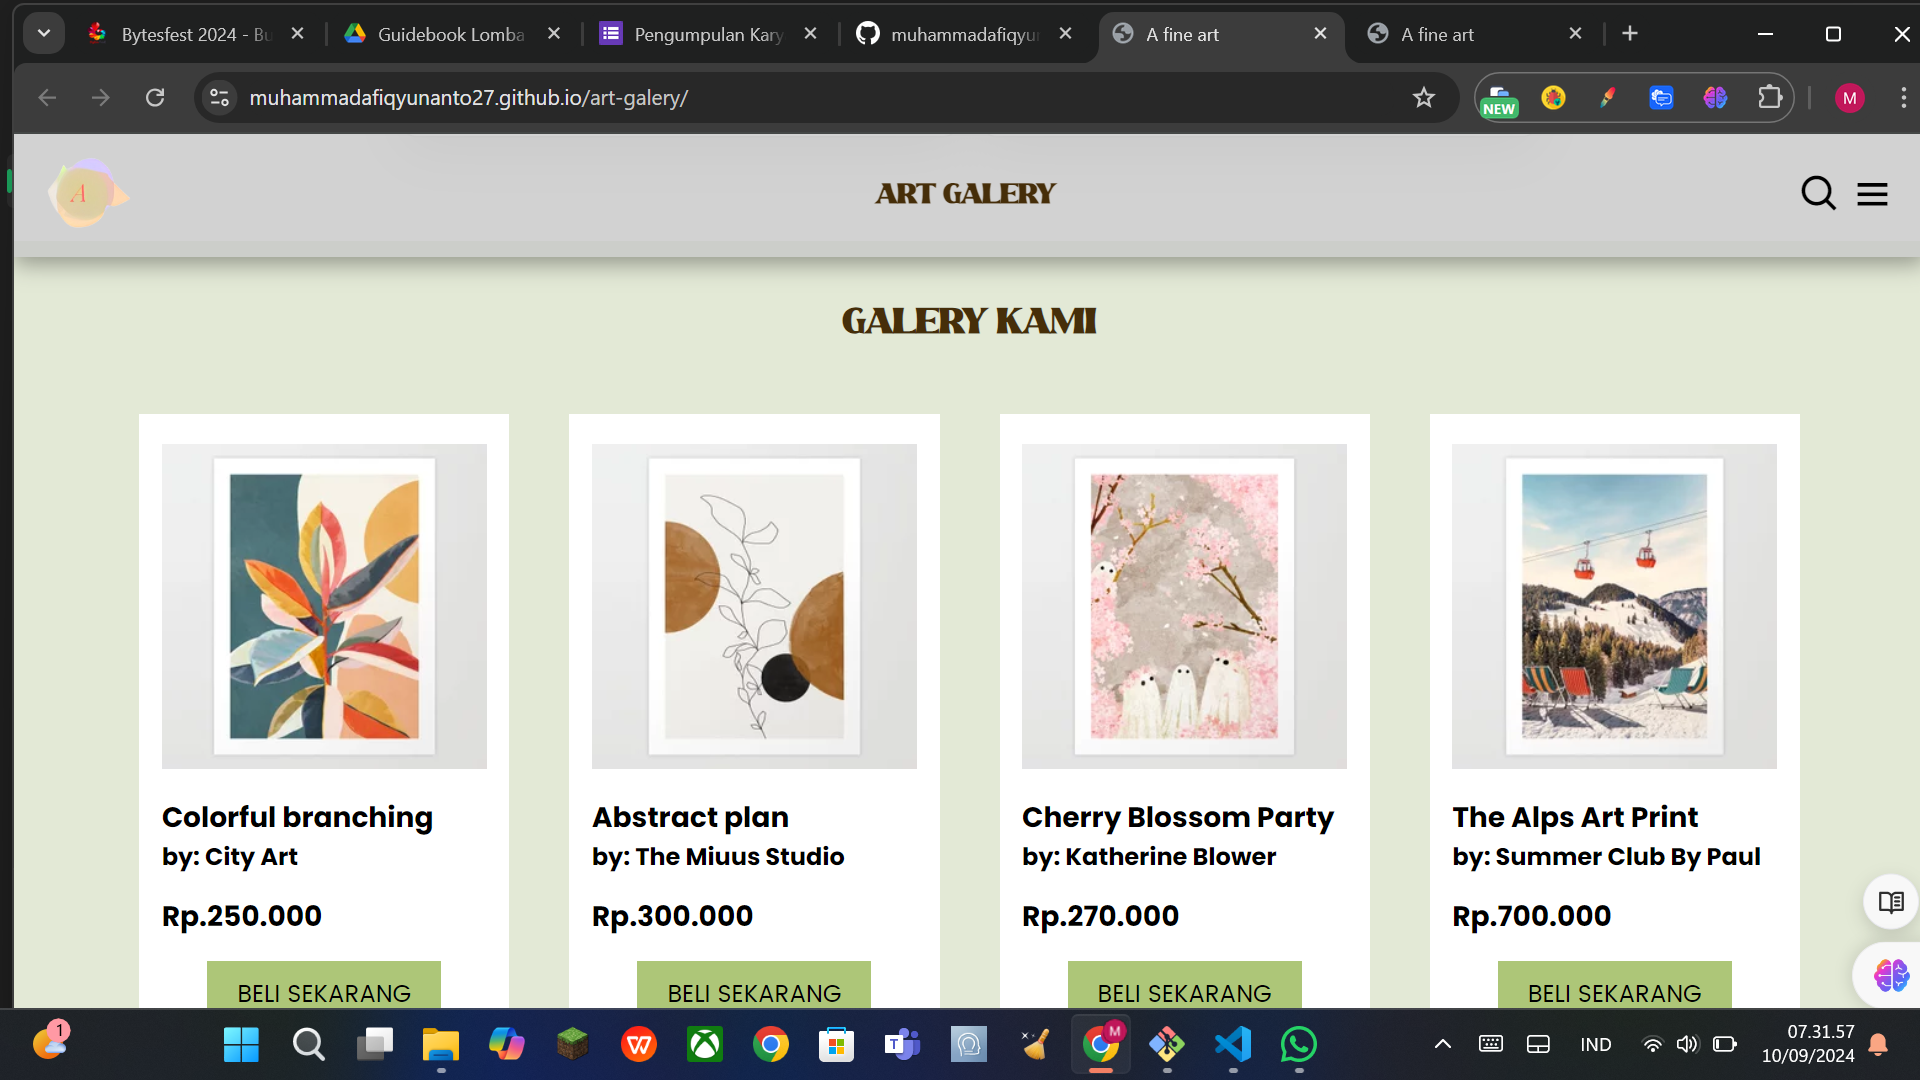 Bytesfest 2024 - Bu
Guidebook Lomba
Pengumpulan Kary
muhammadafiqyun
A fine art
A fine art
muhammadafiqyunanto27.github.io/art-galery/
NEW
M
A
ART GALERY
GALERY KAMI
Colorful branching
by: City Art
Rp.250.000
BELI SEKARANG
Abstract plan
by: The Miuus Studio
Rp.300.000
BELI SEKARANG
Cherry Blossom Party
by: Katherine Blower
Rp.270.000
BELI SEKARANG
The Alps Art Print
by: Summer Club By Paul
Rp.700.000
BELI SEKARANG
1
W
T
M
IND
07.31.57
10/09/2024